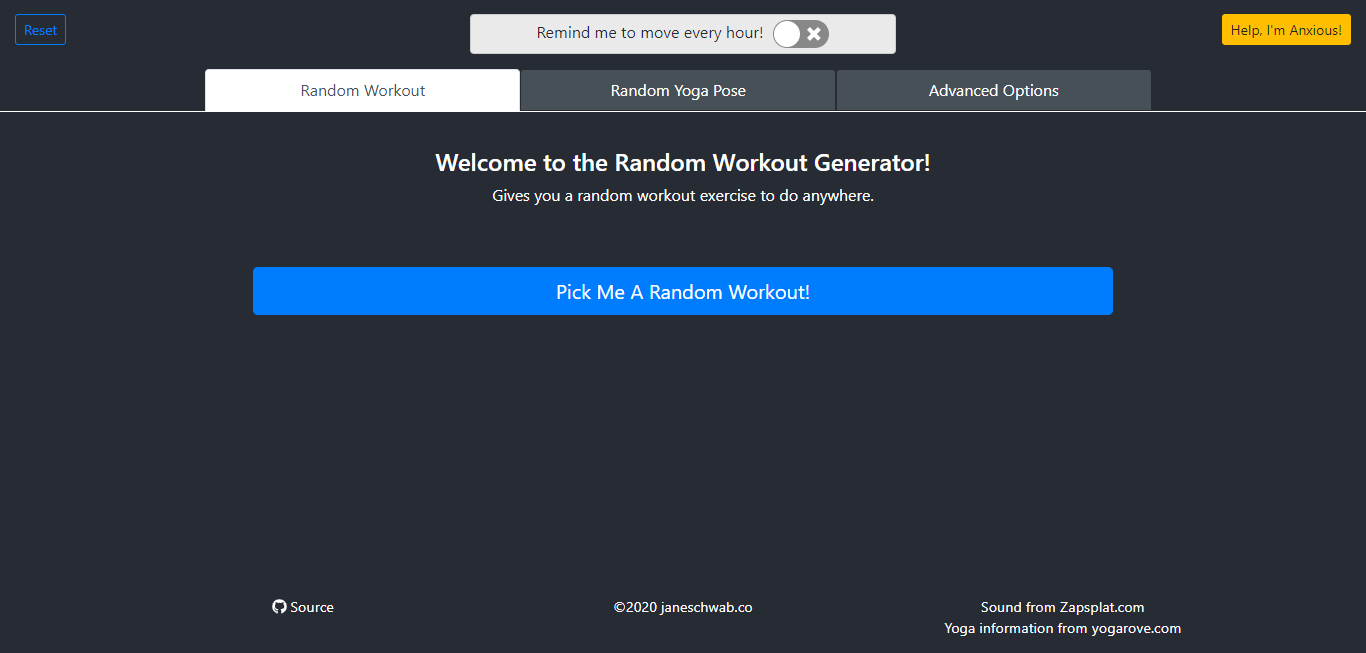 Reset
Remind me to move every hour!
Help, I'm Anxious!
Random Workout
Random Yoga Pose
Advanced Options
Welcome to the Random Workout Generator!
Gives you a random workout exercise to do anywhere.
Pick Me A Random Workout!
Source
©2020 janeschwab.co
Sound from Zapsplat.com
Yoga information from yogarove.com